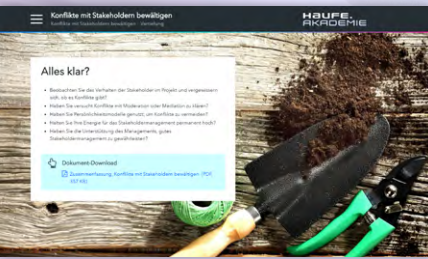 Konflikte mit Stakeholdern bewältigen
Konflikte mit Stakeholdern bewältigen - Vertiefung
HAUFE.
AKADEMIE
Alles klar?
• Beobachten Sie das Verhalten der Stakeholder im Projekt und vergewissern
sich, ob es Konflikte gibt?
• Haben Sie versucht Konflikte mit Moderation oder Mediation zu klären?
• Haben Sie Persönlichkeitsmodelle genutzt, um Konflikte zu vermeiden?
• Haben Sie Ihre Energie für das Stakeholdermanagement permanent hoch?
• Haben Sie die Unterstützung des Managements, gutes
Stakeholdermanagement zu gewährleisten?
Dokument-Download
Zusammenfassung_Konflikte mit Stakeholdern bewältigen (PDF,
KB)